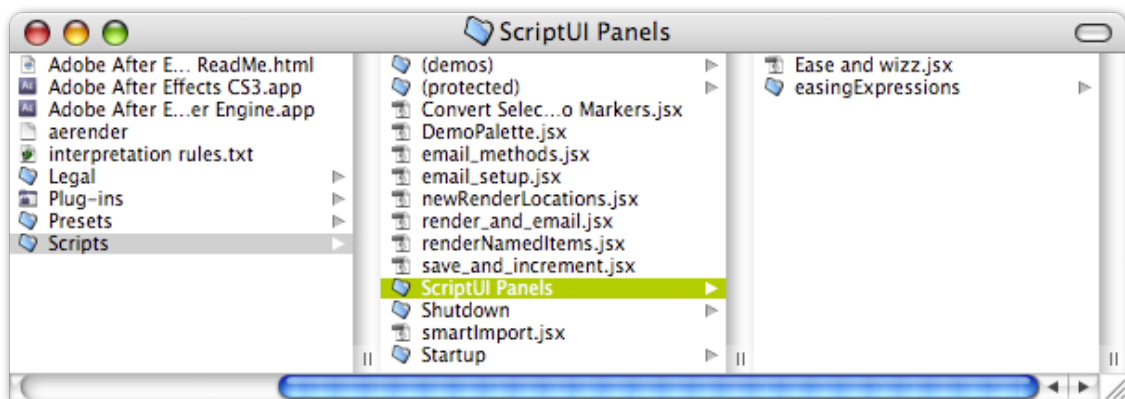 ScriptUI Panels
Adobe After E... ReadMe.html
Adobe After Effects CS3.app
Adobe After E...er Engine.app
aerender
interpretation rules.txt
Legal
Plug-ins
Presets
Scripts
(demos)
(protected)
Convert Selec...o Markers.jsx
DemoPalette.jsx
email_methods.jsx
email_setup.jsx
newRenderLocations.jsx
render_and_email.jsx
renderNamedItems.jsx
save_and_increment.jsx
ScriptUI Panels
Shutdown
smartImport.jsx
Startup
Ease and wizz.jsx
easingExpressions